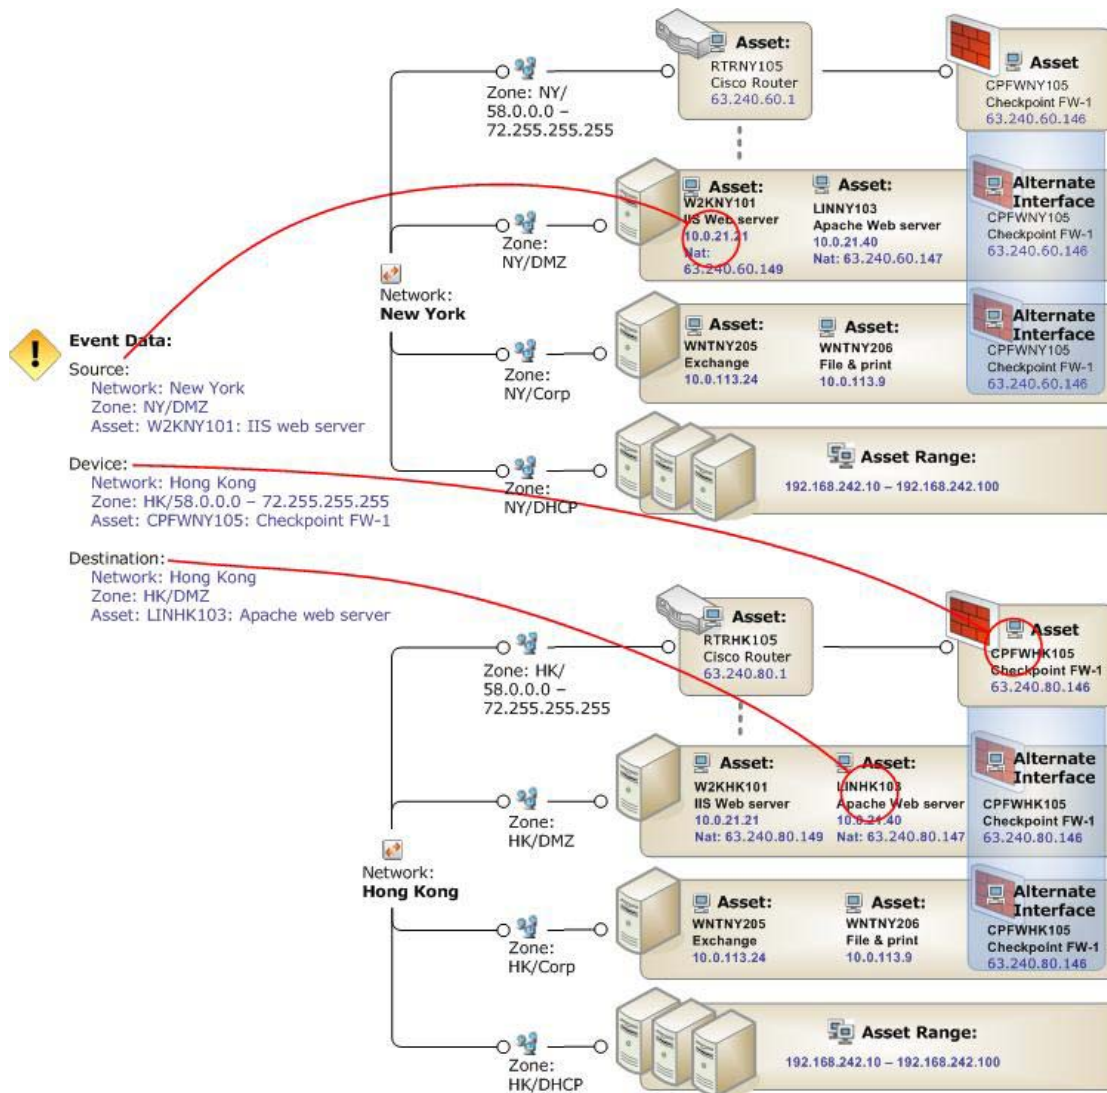 Asset:
RTRNY105
Cisco Router
63.240.60.1
Asset
CPFWNY105
Checkpoint FW-1
63.240.60.146
Zone: NY/
58.0.0.0 –
72.255.255.255
Asset:
W2KNY101
IIS Web server
10.0.21.21
Nat:
63.240.60.149
Asset:
LINNY103
Apache Web server
10.0.21.40
Nat: 63.240.60.147
Alternate
Interface
CPFWNY105
Checkpoint FW-1
63.240.60.146
Zone:
NY/DMZ
Network:
New York
Asset:
WNTNY205
Exchange
10.0.113.24
Asset:
WNTNY206
File & print
10.0.113.9
Alternate
Interface
CPFWNY105
Checkpoint FW-1
63.240.60.146
Zone:
NY/Corp
Event Data:
Source:
Network: New York
Zone: NY/DMZ
Asset: W2KNY101: IIS web server
Device:
Network: Hong Kong
Zone: HK/58.0.0.0 – 72.255.255.255
Asset: CPFWNY105: Checkpoint FW-1
Destination:
Network: Hong Kong
Zone: HK/DMZ
Asset: LINHK103: Apache web server
Asset Range:
192.168.242.10 – 192.168.242.100
Zone:
NY/DHCP
Asset:
RTRHK105
Cisco Router
63.240.80.1
Asset
CPFWHK105
Checkpoint FW-1
63.240.80.146
Zone: HK/
58.0.0.0 –
72.255.255.255
Asset:
W2KHK101
IIS Web server
10.0.21.21
Nat: 63.240.80.149
Asset:
LINHK103
Apache Web server
10.0.21.40
Nat: 63.240.80.147
Alternate
Interface
CPFWHK105
Checkpoint FW-1
63.240.80.146
Zone:
HK/DMZ
Network:
Hong Kong
Asset:
WNTNY205
Exchange
10.0.113.24
Asset:
WNTNY206
File & print
10.0.113.9
Alternate
Interface
CPFWHK105
Checkpoint FW-1
63.240.80.146
Zone:
HK/Corp
Asset Range:
192.168.242.10 – 192.168.242.100
Zone:
HK/DHCP